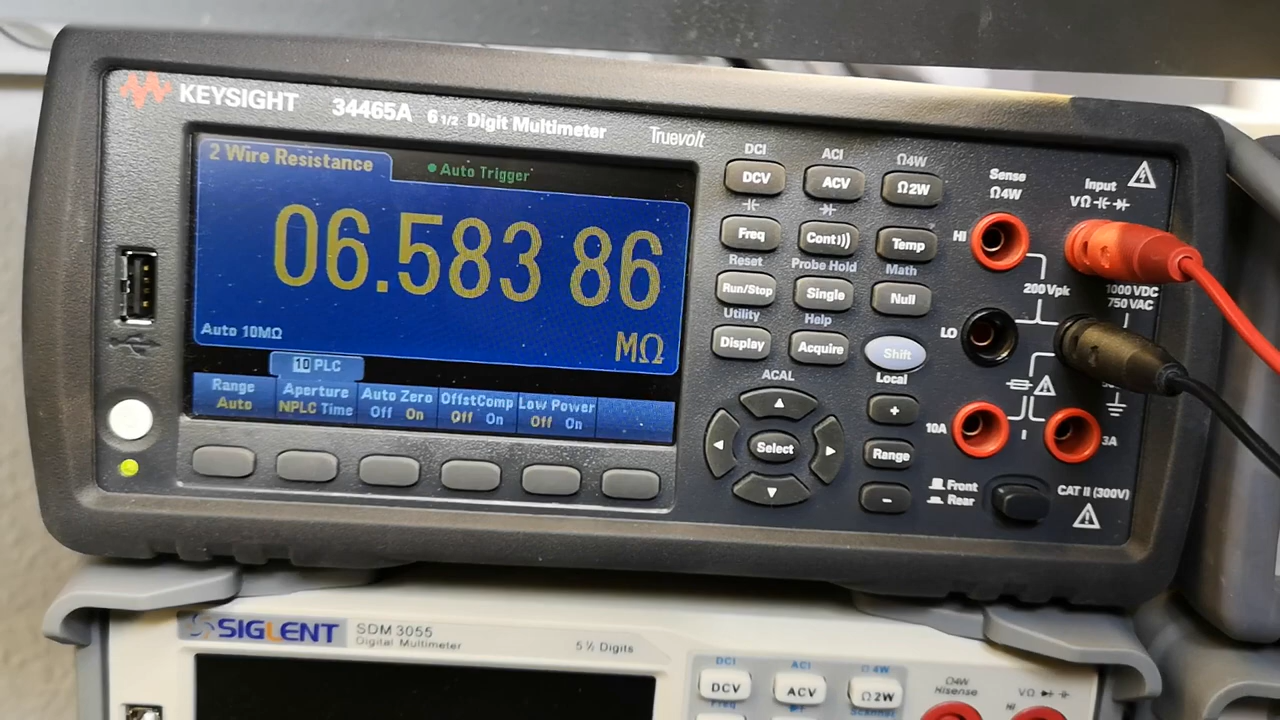 KEYSIGHT 34465A 6 1/2 Digit Multimeter Truevolt
2 Wire Resistance
Auto Trigger
06.583 86
MΩ
Auto 10MΩ
10 PLC
Range
Auto
Aperture
NPLC Time
Auto Zero
Off On
OffstComp
Off On
Low Power
Off On
DCI ACI Ω4W
DCV ACV Ω2W
Freq Cont Temp
Reset Probe Hold Math
Run/Stop Single Null
Utility Help
Display Acquire Shift
Local
ACAL
+
Select
Range
-
Sense
Ω4W
Input
VΩ
HI
200Vpk
1000 VDC
750 VAC
LO
10A
I
3A
Front
Rear
CAT II (300V)
SIGLENT SDM 3055
Digital Multimeter
5 ½ Digits
DCI ACI Ω4W
DCV ACV Ω2W
Freq
Ω4W
VΩ
HI